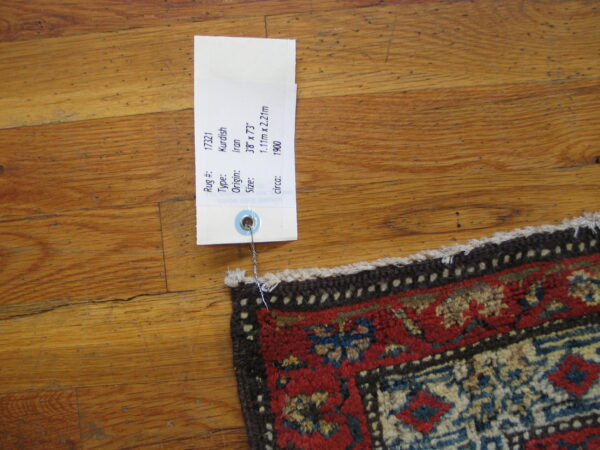 Rug #: 17321
Type: Kurdish
Origin: Iran
Size: 3'8" x 7'3"
1.11m x 2.21m
circa: 1900